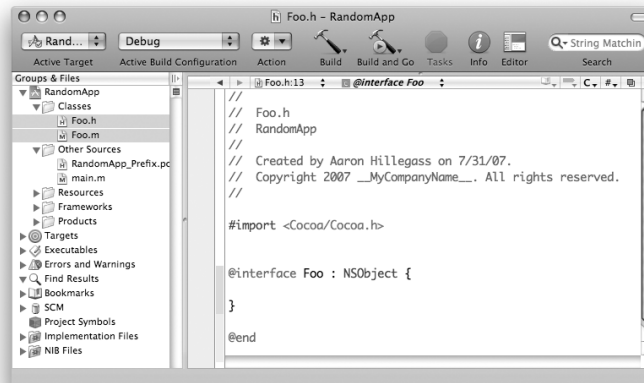 Foo.h – RandomApp
Rand... Debug String Matchin
Active Target Active Build Configuration Action Build Build and Go Tasks Info Editor Search
Groups & Files
RandomApp
Classes
Foo.h
Foo.m
Other Sources
RandomApp_Prefix.pc
main.m
Resources
Frameworks
Products
Targets
Executables
Errors and Warnings
Find Results
Bookmarks
SCM
Project Symbols
Implementation Files
NIB Files
Foo.h:13 @interface Foo C #
//
// Foo.h
// RandomApp
//
// Created by Aaron Hillegass on 7/31/07.
// Copyright 2007 __MyCompanyName__. All rights reserved.
//
#import <Cocoa/Cocoa.h>
@interface Foo : NSObject {
}
@end